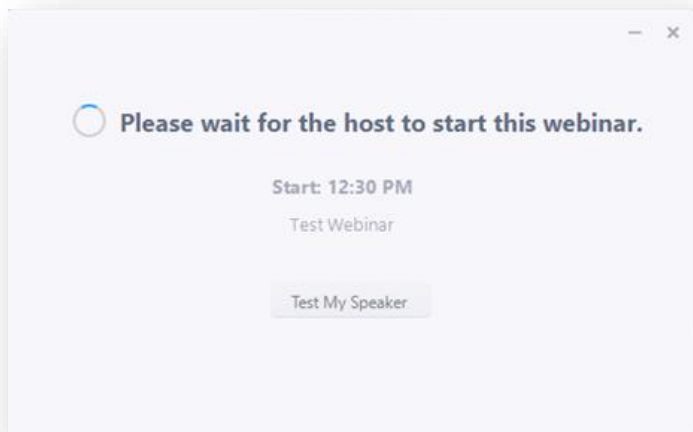 Please wait for the host to start this webinar.
Start: 12:30 PM
Test Webinar
Test My Speaker